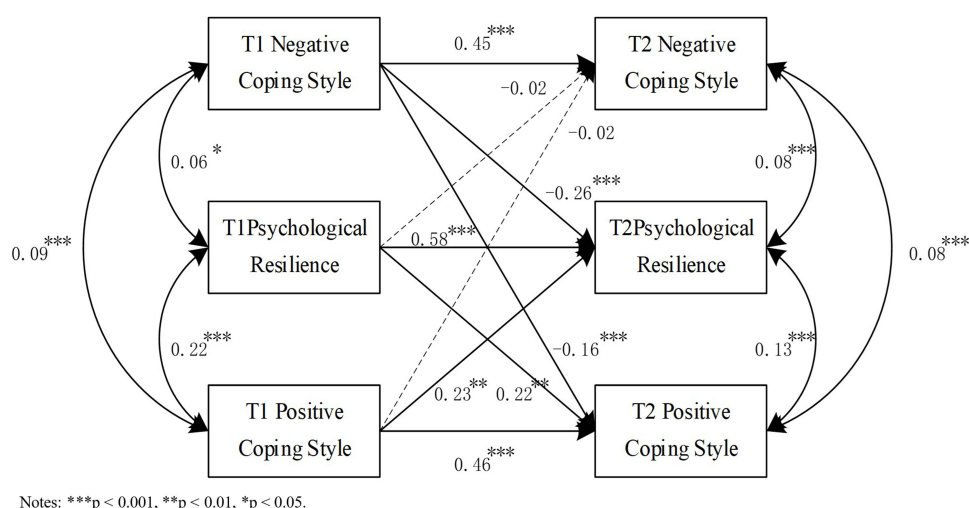 T1 Negative
Coping Style
0.45***
T2 Negative
Coping Style
-0.02
-0.02
0.06 *
0.08***
-0.26***
0.09***
T1Psychological
Resilience
0.58***
T2Psychological
Resilience
0.08***
0.22***
-0.16***
0.13***
0.23** 0.22**
T1 Positive
Coping Style
T2 Positive
Coping Style
0.46***
Notes: ***p < 0.001, **p < 0.01, *p < 0.05.